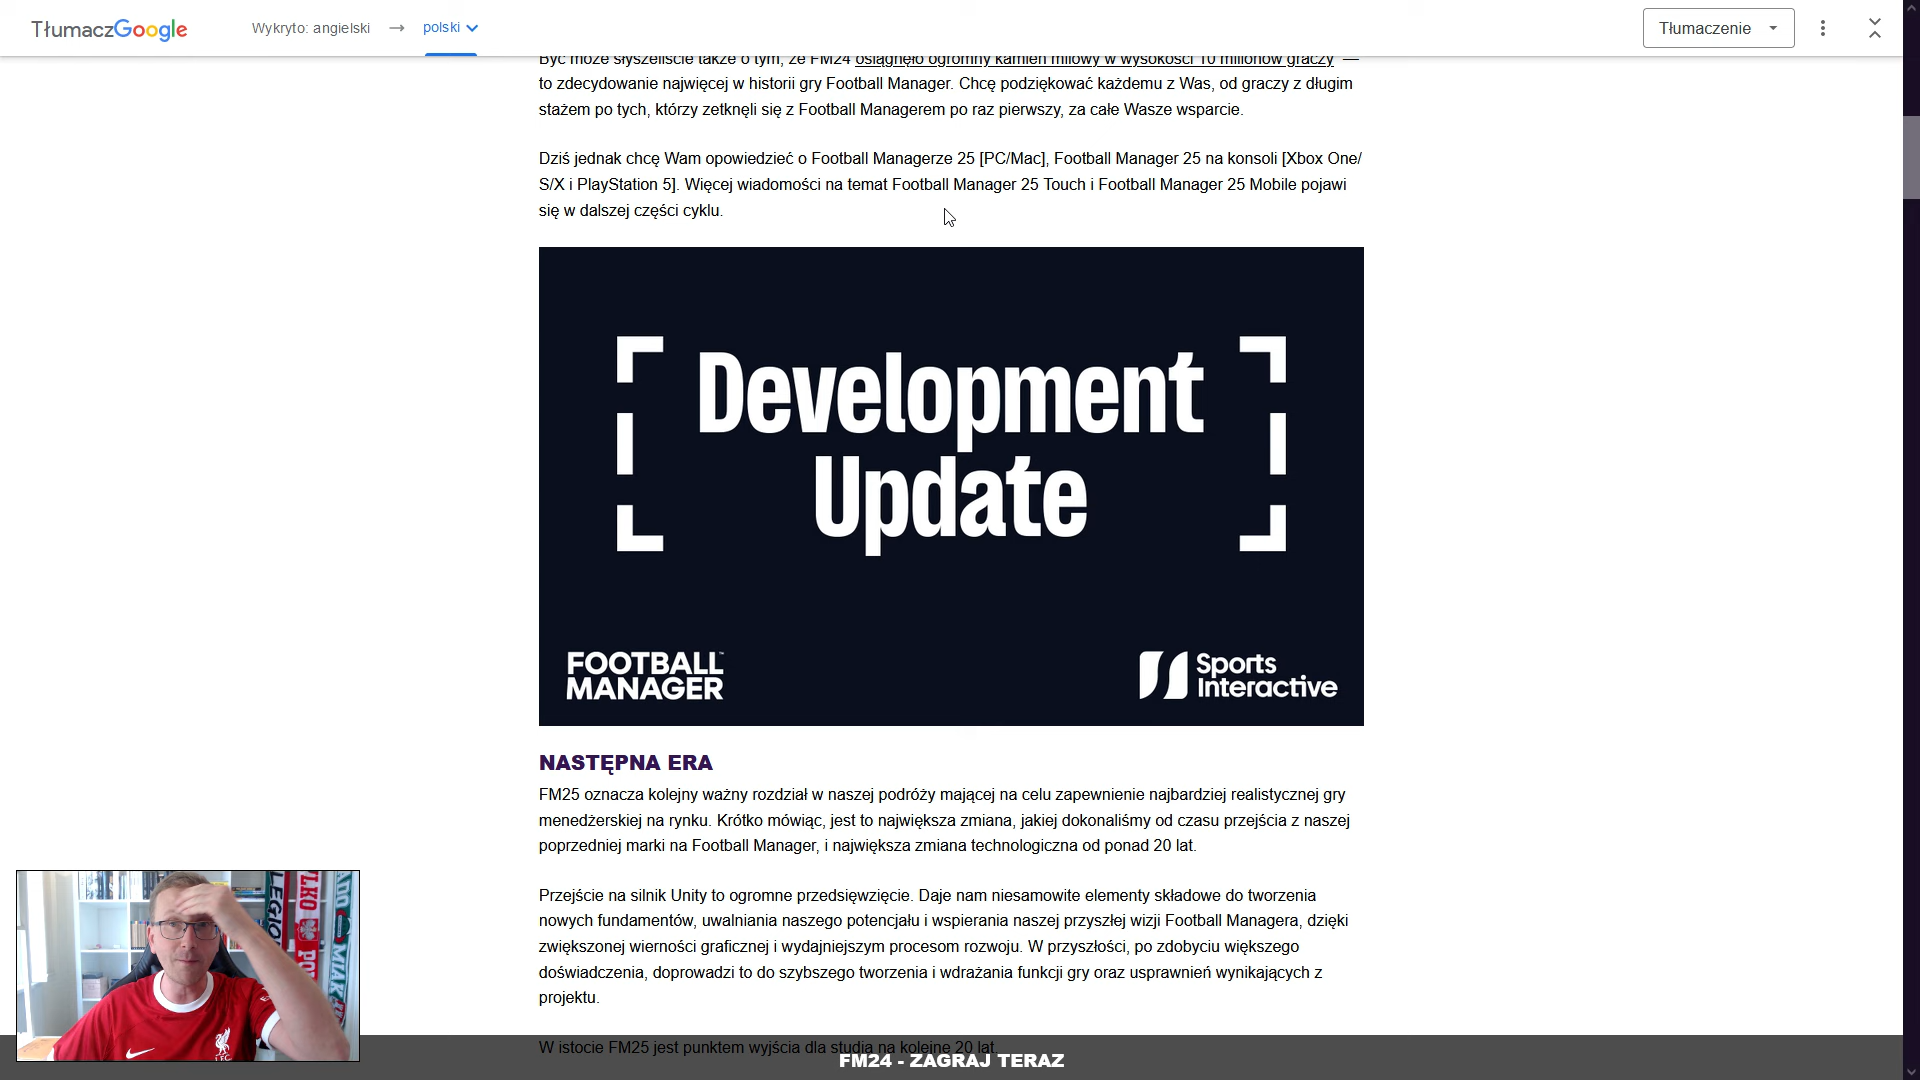 TłumaczGoogle
Wykryto: angielski → polski
Tłumaczenie
Być może słyszeliście także o tym, że FM24 osiągnęło ogromny kamień milowy w wysokości 10 milionów graczy —
to zdecydowanie najwięcej w historii gry Football Manager. Chcę podziękować każdemu z Was, od graczy z długim
stażem po tych, którzy zetknęli się z Football Managerem po raz pierwszy, za całe Wasze wsparcie.
Dziś jednak chcę Wam opowiedzieć o Football Managerze 25 [PC/Mac], Football Manager 25 na konsoli [Xbox One/
S/X i PlayStation 5]. Więcej wiadomości na temat Football Manager 25 Touch i Football Manager 25 Mobile pojawi
się w dalszej części cyklu.
Development
Update
FOOTBALL
MANAGER™
Sports
Interactive
NASTĘPNA ERA
FM25 oznacza kolejny ważny rozdział w naszej podróży mającej na celu zapewnienie najbardziej realistycznej gry
menedżerskiej na rynku. Krótko mówiąc, jest to największa zmiana, jakiej dokonaliśmy od czasu przejścia z naszej
poprzedniej marki na Football Manager, i największa zmiana technologiczna od ponad 20 lat.
Przejście na silnik Unity to ogromne przedsięwzięcie. Daje nam niesamowite elementy składowe do tworzenia
nowych fundamentów, uwalniania naszego potencjału i wspierania naszej przyszłej wizji Football Managera, dzięki
zwiększonej wierności graficznej i wydajniejszym procesom rozwoju. W przyszłości, po zdobyciu większego
doświadczenia, doprowadzi to do szybszego tworzenia i wdrażania funkcji gry oraz usprawnień wynikających z
projektu.
W istocie FM25 jest punktem wyjścia dla studia na kolejne 20 lat.
FM24 - ZAGRAJ TERAZ
LEGIO
YLKO
PO